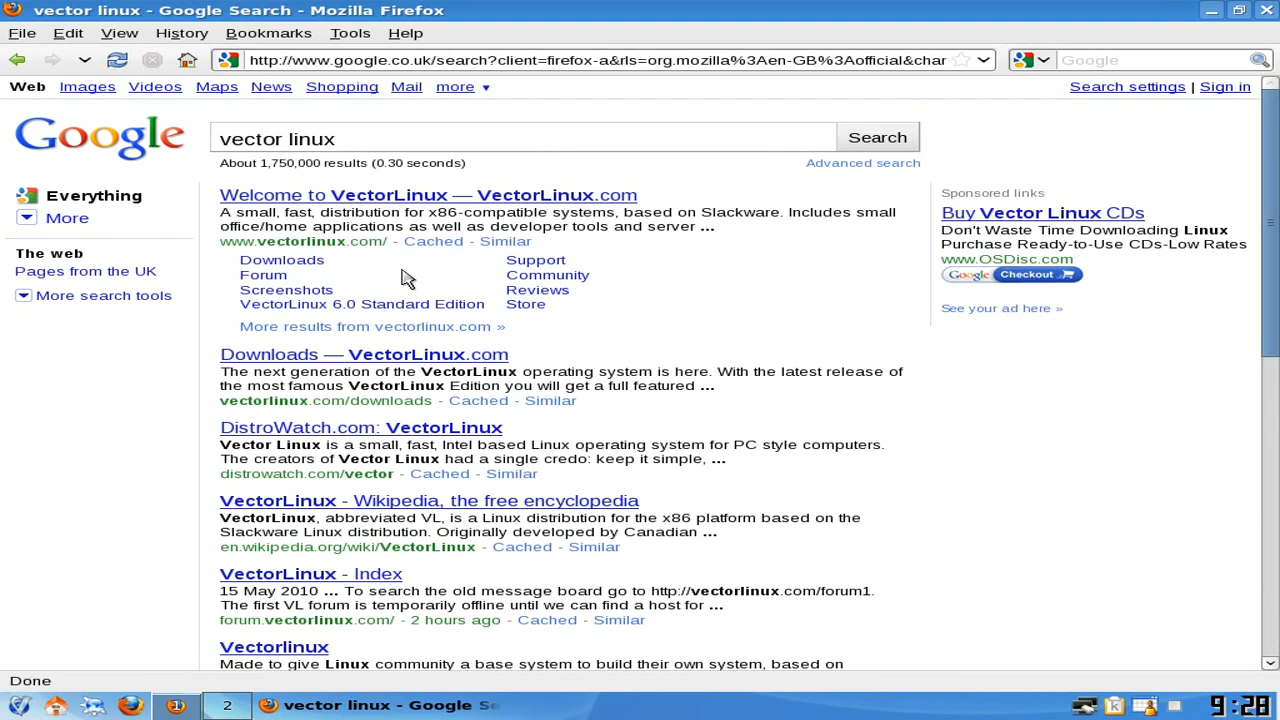 vector linux - Google Search - Mozilla Firefox
File Edit View History Bookmarks Tools Help
http://www.google.co.uk/search?client=firefox-a&rls=org.mozilla%3Aen-GB%3Aofficial&char
Google
Web Images Videos Maps News Shopping Mail more
Search settings | Sign in
Google
vector linux
Search
About 1,750,000 results (0.30 seconds)
Advanced search
Everything
More
The web
Pages from the UK
More search tools
Welcome to VectorLinux — VectorLinux.com
A small, fast, distribution for x86-compatible systems, based on Slackware. Includes small
office/home applications as well as developer tools and server ...
www.vectorlinux.com/ - Cached - Similar
Downloads Support
Forum Community
Screenshots Reviews
VectorLinux 6.0 Standard Edition Store
More results from vectorlinux.com »
Downloads — VectorLinux.com
The next generation of the VectorLinux operating system is here. With the latest release of
the most famous VectorLinux Edition you will get a full featured ...
vectorlinux.com/downloads - Cached - Similar
DistroWatch.com: VectorLinux
Vector Linux is a small, fast, Intel based Linux operating system for PC style computers.
The creators of Vector Linux had a single credo: keep it simple, ...
distrowatch.com/vector - Cached - Similar
VectorLinux - Wikipedia, the free encyclopedia
VectorLinux, abbreviated VL, is a Linux distribution for the x86 platform based on the
Slackware Linux distribution. Originally developed by Canadian ...
en.wikipedia.org/wiki/VectorLinux - Cached - Similar
VectorLinux - Index
15 May 2010 ... To search the old message board go to http://vectorlinux.com/forum1.
The first VL forum is temporarily offline until we can find a host for ...
forum.vectorlinux.com/ - 2 hours ago - Cached - Similar
Vectorlinux
Made to give Linux community a base system to build their own system, based on
Sponsored links
Buy Vector Linux CDs
Don't Waste Time Downloading Linux
Purchase Ready-to-Use CDs-Low Rates
www.OSDisc.com
Google Checkout
See your ad here »
Done
1
2
vector linux - Google Se
9:28